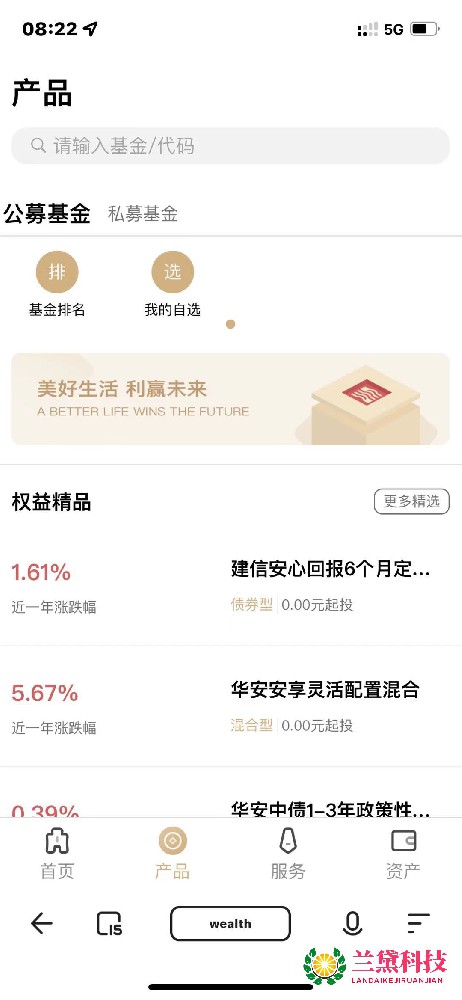 08:22
5G
产品
请输入基金/代码
公募基金 私募基金
排 选
基金排名 我的自选
美好生活 利赢未来
A BETTER LIFE WINS THE FUTURE
权益精品 更多精选
1.61% 建信安心回报6个月定...
近一年涨跌幅 债券型 0.00元起投
5.67% 华安安享灵活配置混合
近一年涨跌幅 混合型 0.00元起投
0.39% 华安中债1-3年政策性...
首页 产品 服务 资产
15 wealth
兰黛科技
LANDAIKEJIRUANJIAN